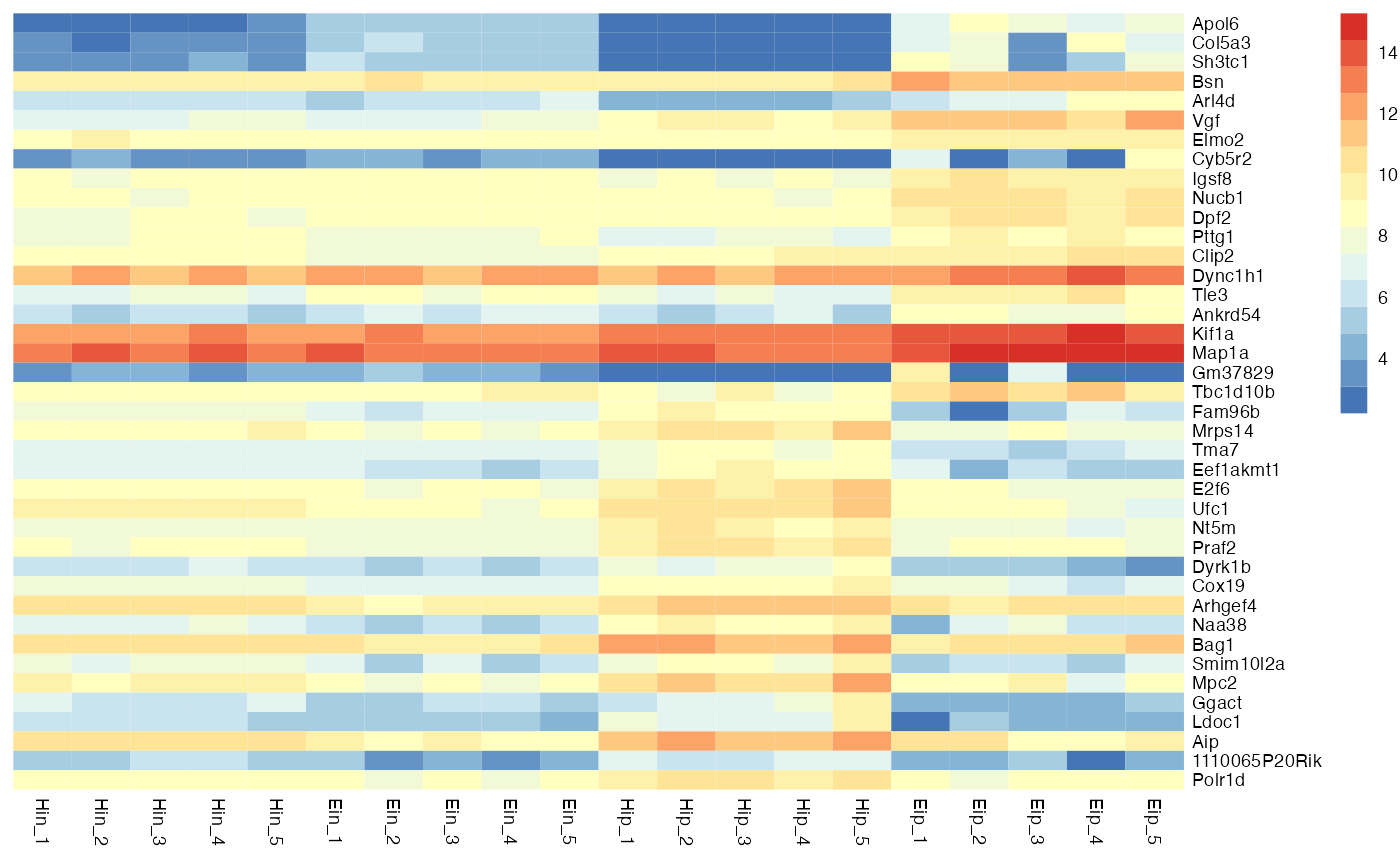 Apol6
Col5a3
Sh3tc1
Bsn
Arl4d
Vgf
Elmo2
Cyb5r2
Igsf8
Nucb1
Dpf2
Pttg1
Clip2
Dync1h1
Tle3
Ankrd54
Kif1a
Map1a
Gm37829
Tbc1d10b
Fam96b
Mrps14
Tma7
Eef1akmt1
E2f6
Ufc1
Nt5m
Praf2
Dyrk1b
Cox19
Arhgef4
Naa38
Bag1
Smim10l2a
Mpc2
Ggact
Ldoc1
Aip
1110065P20Rik
Polr1d
14
12
10
8
6
4
Hin_1
Hin_2
Hin_3
Hin_4
Hin_5
Ein_1
Ein_2
Ein_3
Ein_4
Ein_5
Hip_1
Hip_2
Hip_3
Hip_4
Hip_5
Eip_1
Eip_2
Eip_3
Eip_4
Eip_5